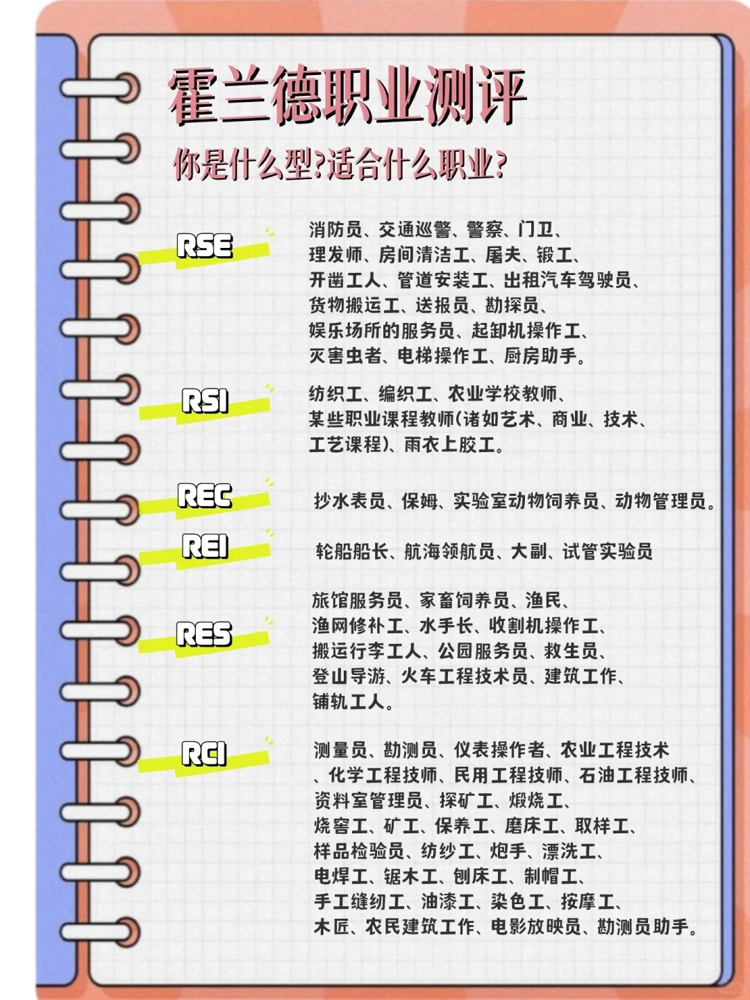 霍兰德职业测评
你是什么型?适合什么职业?
RSE
消防员、交通巡警、警察、门卫、
理发师、房间清洁工、屠夫、锻工、
开凿工人、管道安装工、出租汽车驾驶员、
货物搬运工、送报员、勘探员、
娱乐场所的服务员、起卸机操作工、
灭害虫者、电梯操作工、厨房助手。
RSI
纺织工、编织工、农业学校教师、
某些职业课程教师(诸如艺术、商业、技术、
工艺课程)、雨衣上胶工。
REC
抄水表员、保姆、实验室动物饲养员、动物管理员。
REI
轮船船长、航海领航员、大副、试管实验员
RES
旅馆服务员、家畜饲养员、渔民、
渔网修补工、水手长、收割机操作工、
搬运行李工人、公园服务员、救生员、
登山导游、火车工程技术员、建筑工作、
铺轨工人。
RCI
测量员、勘测员、仪表操作者、农业工程技术
、化学工程技师、民用工程技师、石油工程技师、
资料室管理员、探矿工、煅烧工、
烧窖工、矿工、保养工、磨床工、取样工、
样品检验员、纺纱工、炮手、漂洗工、
电焊工、锯木工、刨床工、制帽工、
手工缝纫工、油漆工、染色工、按摩工、
木匠、农民建筑工作、电影放映员、勘测员助手。